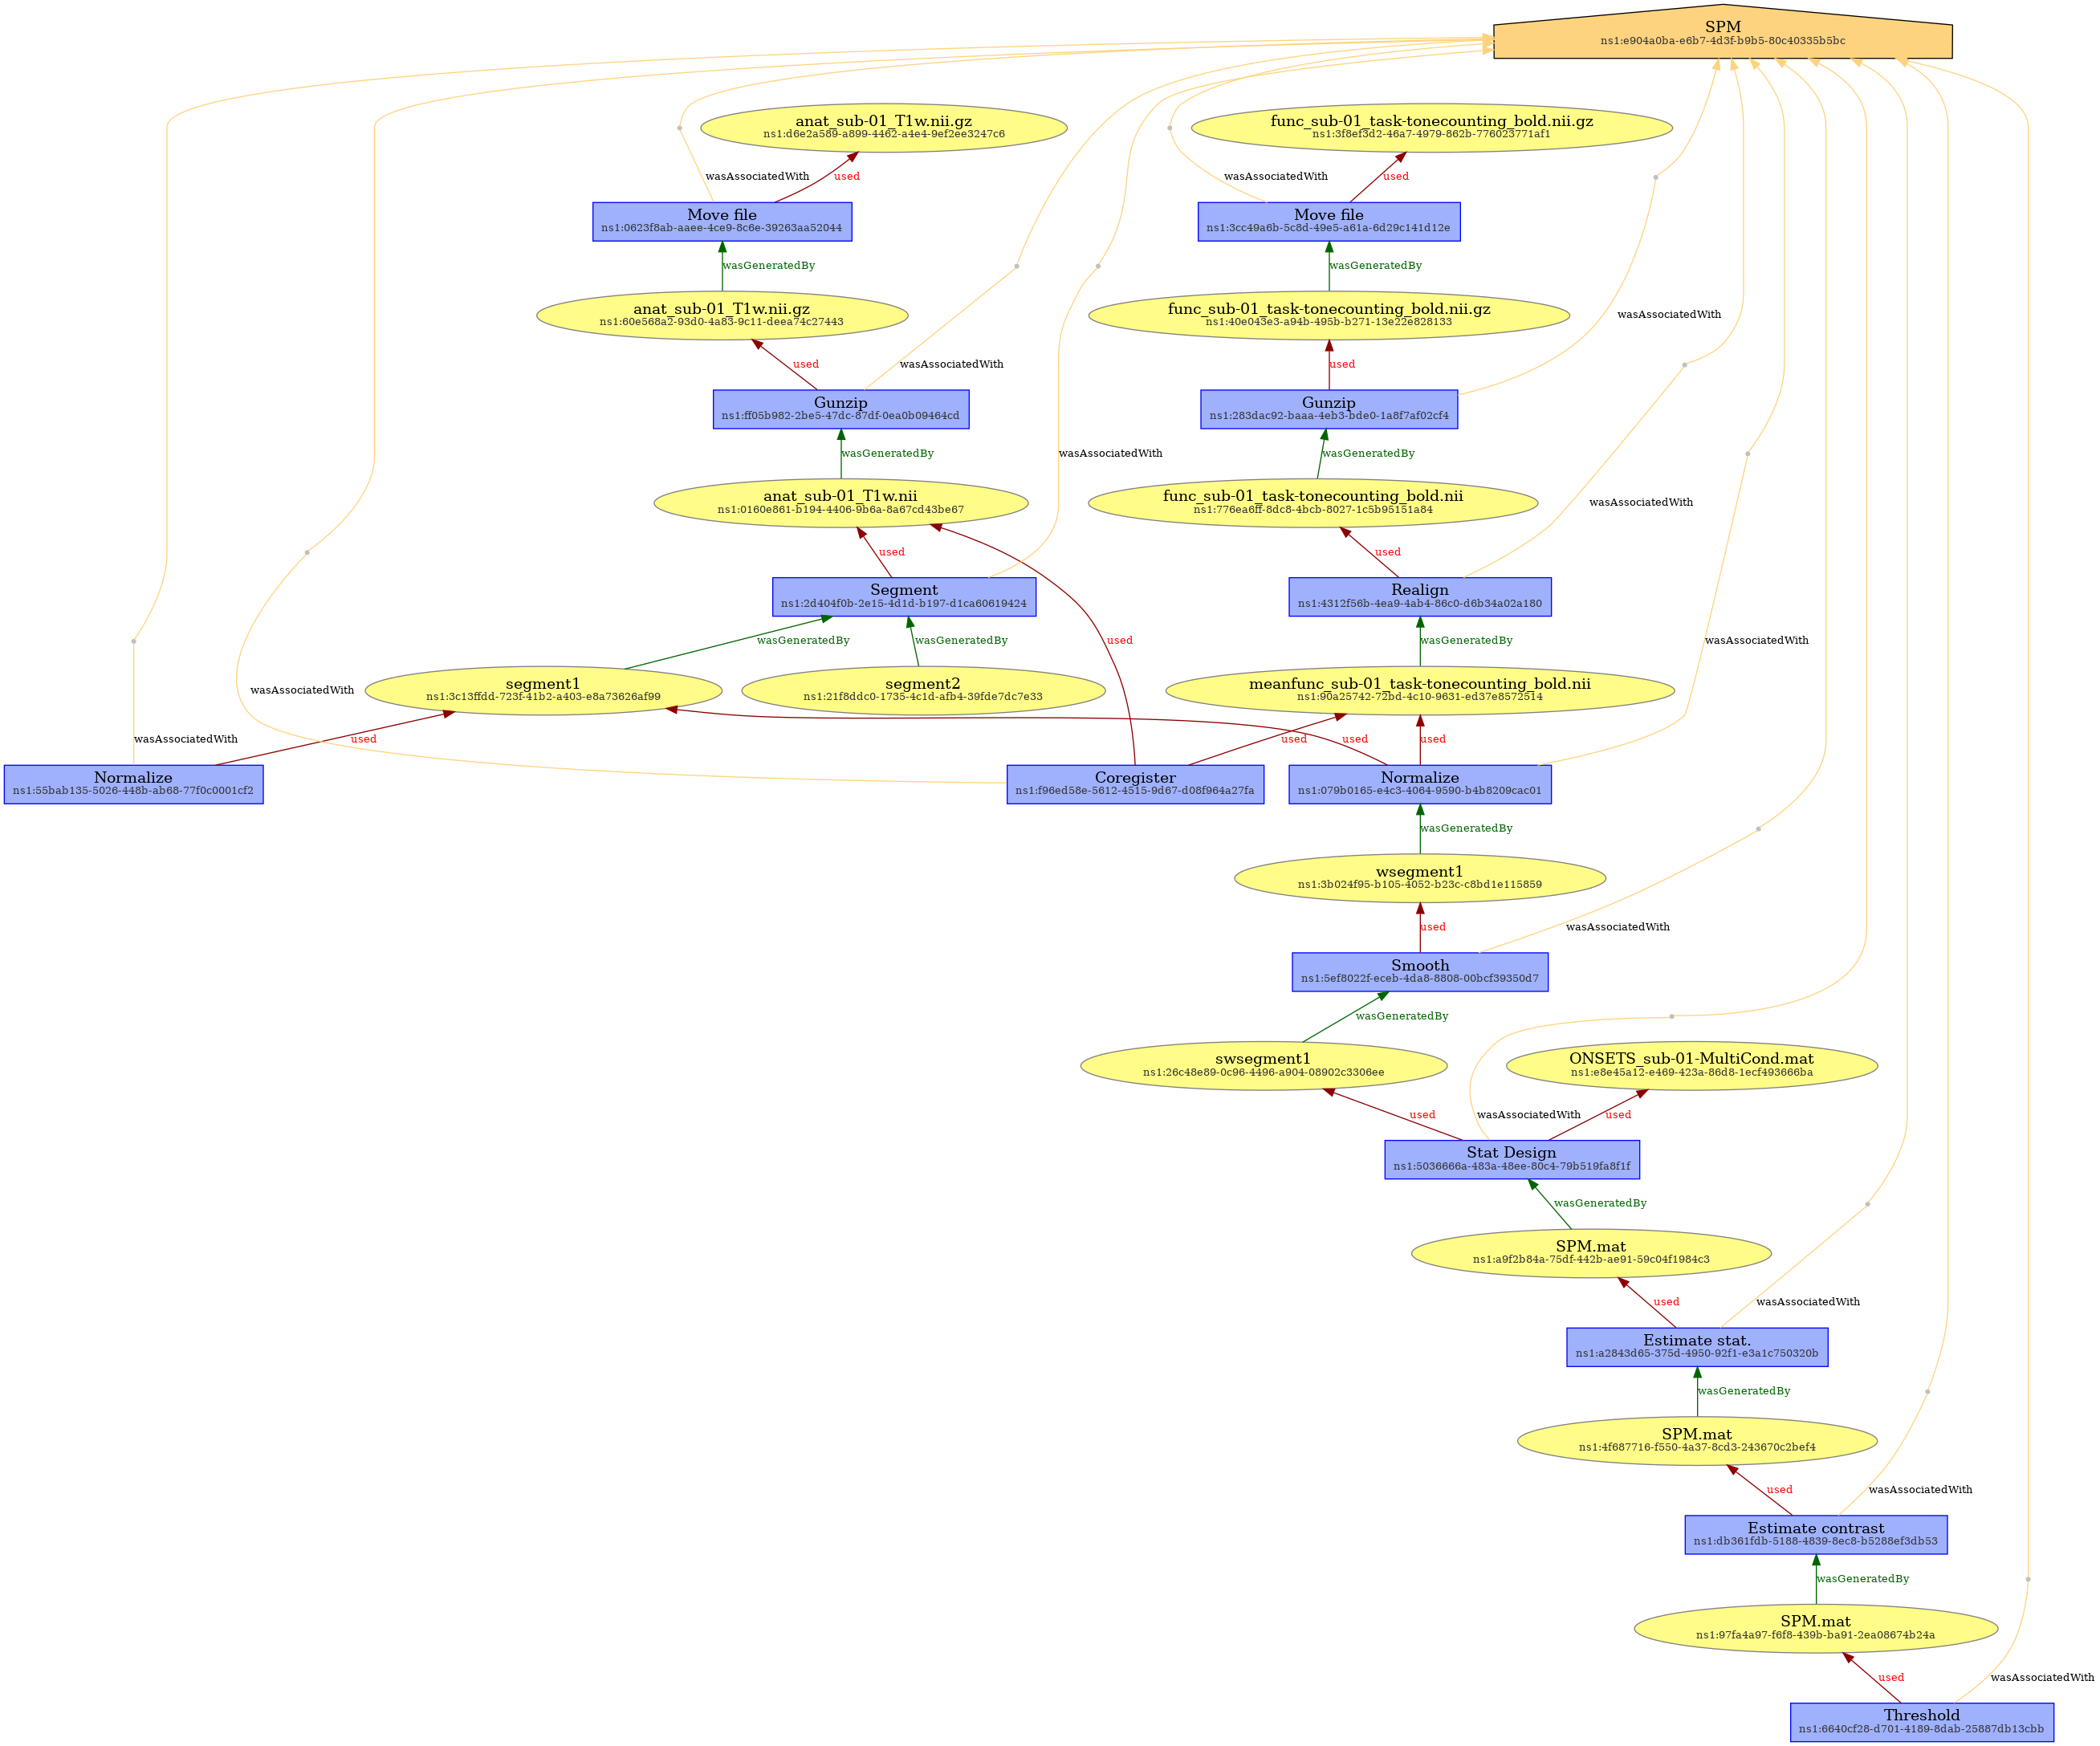 SPM
ns1:e904a0ba-e6b7-4d3f-b9b5-80c40335b5bc
anat_sub-01_T1w.nii.gz
ns1:d6e2a589-a899-4462-a4e4-9ef2ee3247c6
func_sub-01_task-tonecounting_bold.nii.gz
ns1:3f8ef3d2-46a7-4979-862b-776023771af1
wasAssociatedWith
used
wasAssociatedWith
used
Move file
ns1:0623f8ab-aaee-4ce9-8c6e-39263aa52044
Move file
ns1:3cc49a6b-5c8d-49e5-a61a-6d29c141d12e
wasGeneratedBy
wasGeneratedBy
anat_sub-01_T1w.nii.gz
ns1:60e568a2-93d0-4a83-9c11-deea74c27443
func_sub-01_task-tonecounting_bold.nii.gz
ns1:40e043e3-a94b-495b-b271-13e22e828133
wasAssociatedWith
used
wasAssociatedWith
used
Gunzip
ns1:ff05b982-2be5-47dc-87df-0ea0b09464cd
Gunzip
ns1:283dac92-baaa-4eb3-bde0-1a8f7af02cf4
wasGeneratedBy
wasAssociatedWith
wasGeneratedBy
anat_sub-01_T1w.nii
ns1:0160e861-b194-4406-9b6a-8a67cd43be67
func_sub-01_task-tonecounting_bold.nii
ns1:776ea6ff-8dc8-4bcb-8027-1c5b95151a84
wasAssociatedWith
used
used
Segment
ns1:2d404f0b-2e15-4d1d-b197-d1ca60619424
Realign
ns1:4312f56b-4ea9-4ab4-86c0-d6b34a02a180
wasGeneratedBy
wasGeneratedBy
used
wasGeneratedBy
wasAssociatedWith
wasAssociatedWith
segment1
ns1:3c13ffdd-723f-41b2-a403-e8a73626af99
segment2
ns1:21f8ddc0-1735-4c1d-afb4-39fde7dc7e33
meanfunc_sub-01_task-tonecounting_bold.nii
ns1:90a25742-72bd-4c10-9631-ed37e8572514
wasAssociatedWith
used
used
used
used
Normalize
ns1:55bab135-5026-448b-ab68-77f0c0001cf2
Coregister
ns1:f96ed58e-5612-4515-9d67-d08f964a27fa
Normalize
ns1:079b0165-e4c3-4064-9590-b4b8209cac01
wasGeneratedBy
wsegment1
ns1:3b024f95-b105-4052-b23c-c8bd1e115859
used
wasAssociatedWith
Smooth
ns1:5ef8022f-eceb-4da8-8808-00bcf39350d7
wasGeneratedBy
swsegment1
ns1:26c48e89-0c96-4496-a904-08902c3306ee
ONSETS_sub-01-MultiCond.mat
ns1:e8e45a12-e469-423a-86d8-1ecf493666ba
used
wasAssociatedWith
used
Stat Design
ns1:5036666a-483a-48ee-80c4-79b519fa8f1f
wasGeneratedBy
SPM.mat
ns1:a9f2b84a-75df-442b-ae91-59c04f1984c3
used
wasAssociatedWith
Estimate stat.
ns1:a2843d65-375d-4950-92f1-e3a1c750320b
wasGeneratedBy
SPM.mat
ns1:4f687716-f550-4a37-8cd3-243670c2bef4
used
wasAssociatedWith
Estimate contrast
ns1:db361fdb-5188-4839-8ec8-b5288ef3db53
wasGeneratedBy
SPM.mat
ns1:97fa4a97-f6f8-439b-ba91-2ea08674b24a
used
wasAssociatedWith
Threshold
ns1:6640cf28-d701-4189-8dab-25887db13cbb